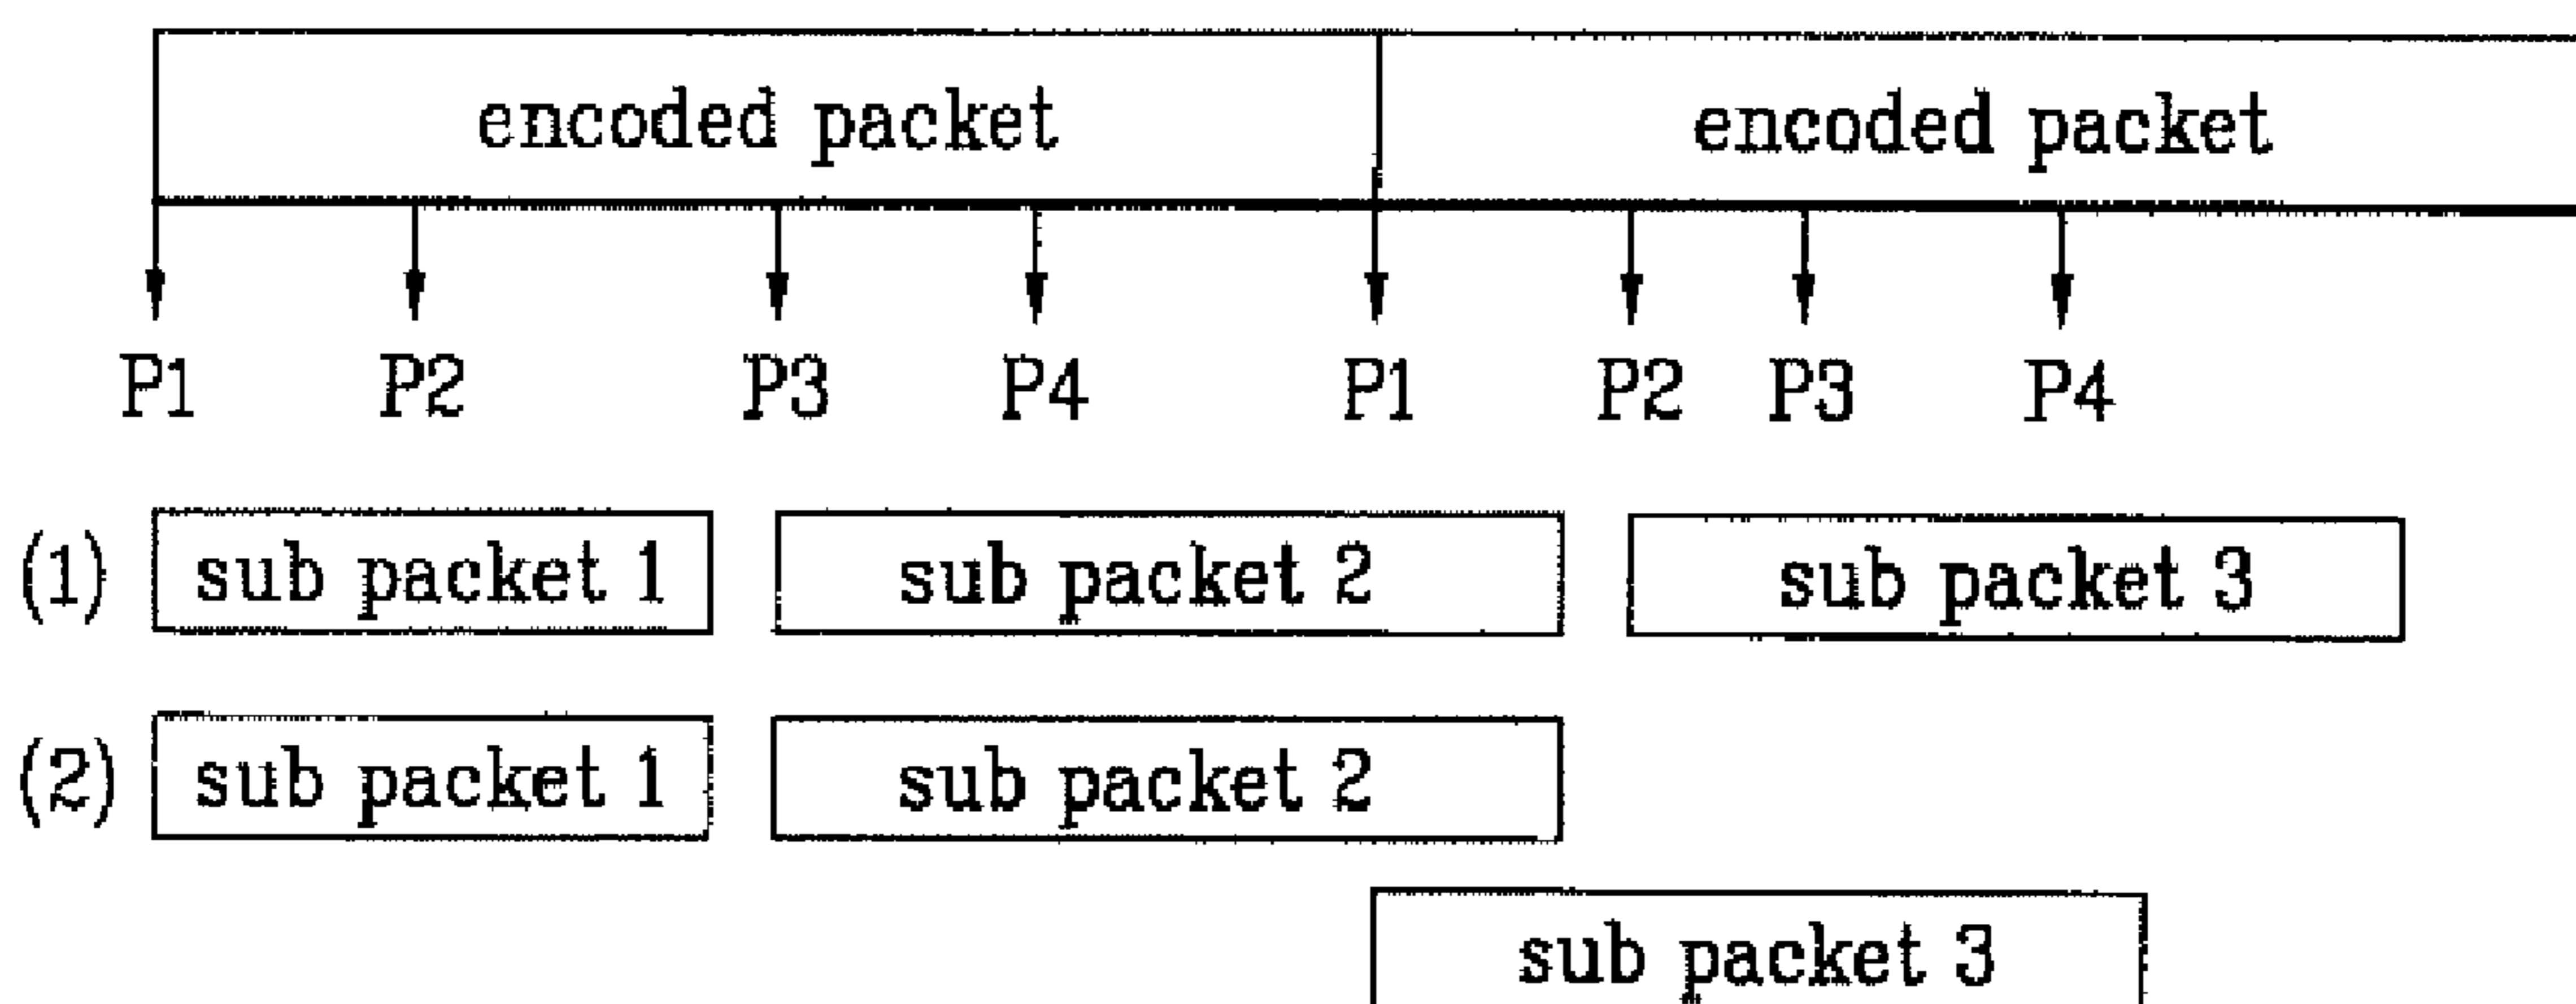 encoded packet encoded packet
P1 P2 P3 P4 P1 P2 P3 P4
(1) sub packet 1 sub packet 2 sub packet 3
(2) sub packet 1 sub packet 2
sub packet 3